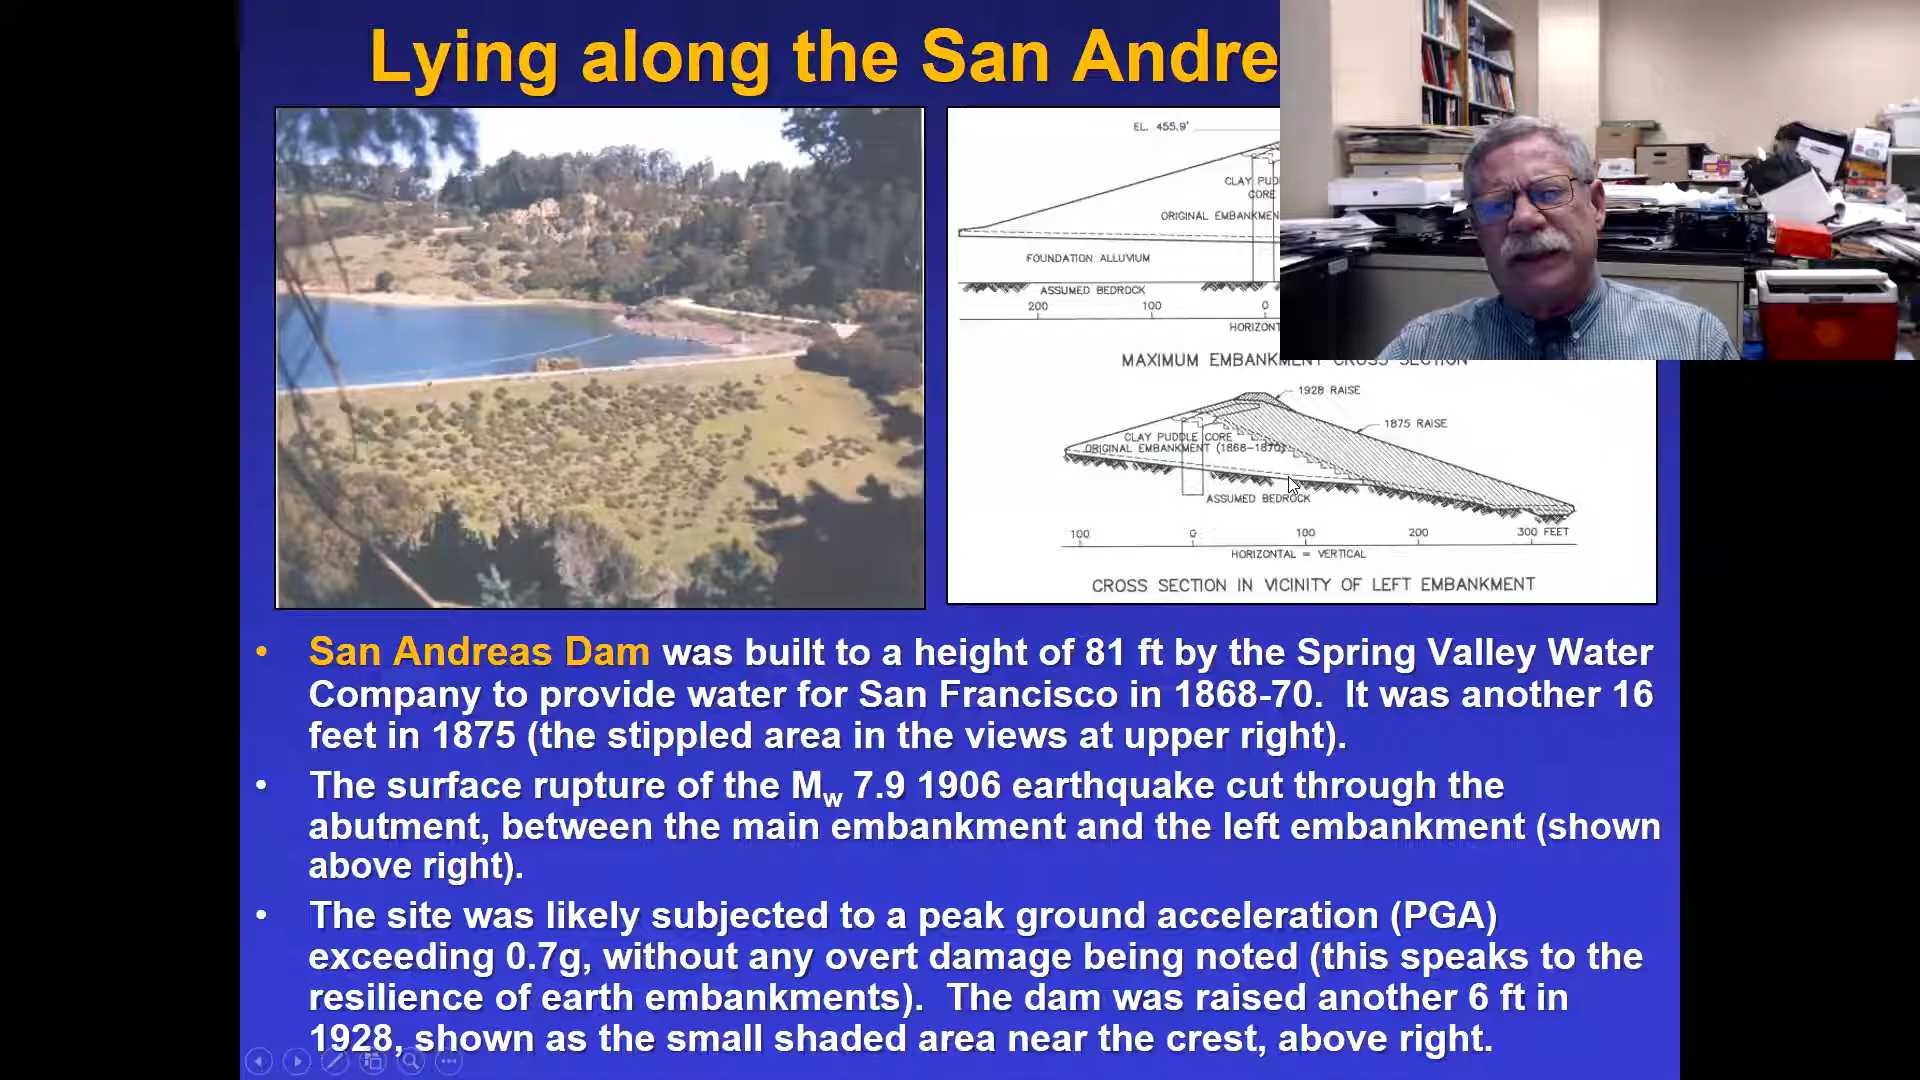 Lying along the San Andre
EL. 455.9'
CLAY PUD
CORE
ORIGINAL EMBANKMEN
FOUNDATION ALLUVIUM
ASSUMED BEDROCK
200 100 0
HORIZONT
MAXIMUM EMBANKMENT CROSS SECTION
1928 RAISE
1875 RAISE
CLAY PUDDLE CORE
ORIGINAL EMBANKMENT (1868-1870)
ASSUMED BEDROCK
100 0 100 200 300 FEET
HORIZONTAL = VERTICAL
CROSS SECTION IN VICINITY OF LEFT EMBANKMENT
• San Andreas Dam was built to a height of 81 ft by the Spring Valley Water
Company to provide water for San Francisco in 1868-70. It was another 16
feet in 1875 (the stippled area in the views at upper right).
• The surface rupture of the Mw 7.9 1906 earthquake cut through the
abutment, between the main embankment and the left embankment (shown
above right).
• The site was likely subjected to a peak ground acceleration (PGA)
exceeding 0.7g, without any overt damage being noted (this speaks to the
resilience of earth embankments). The dam was raised another 6 ft in
1928, shown as the small shaded area near the crest, above right.